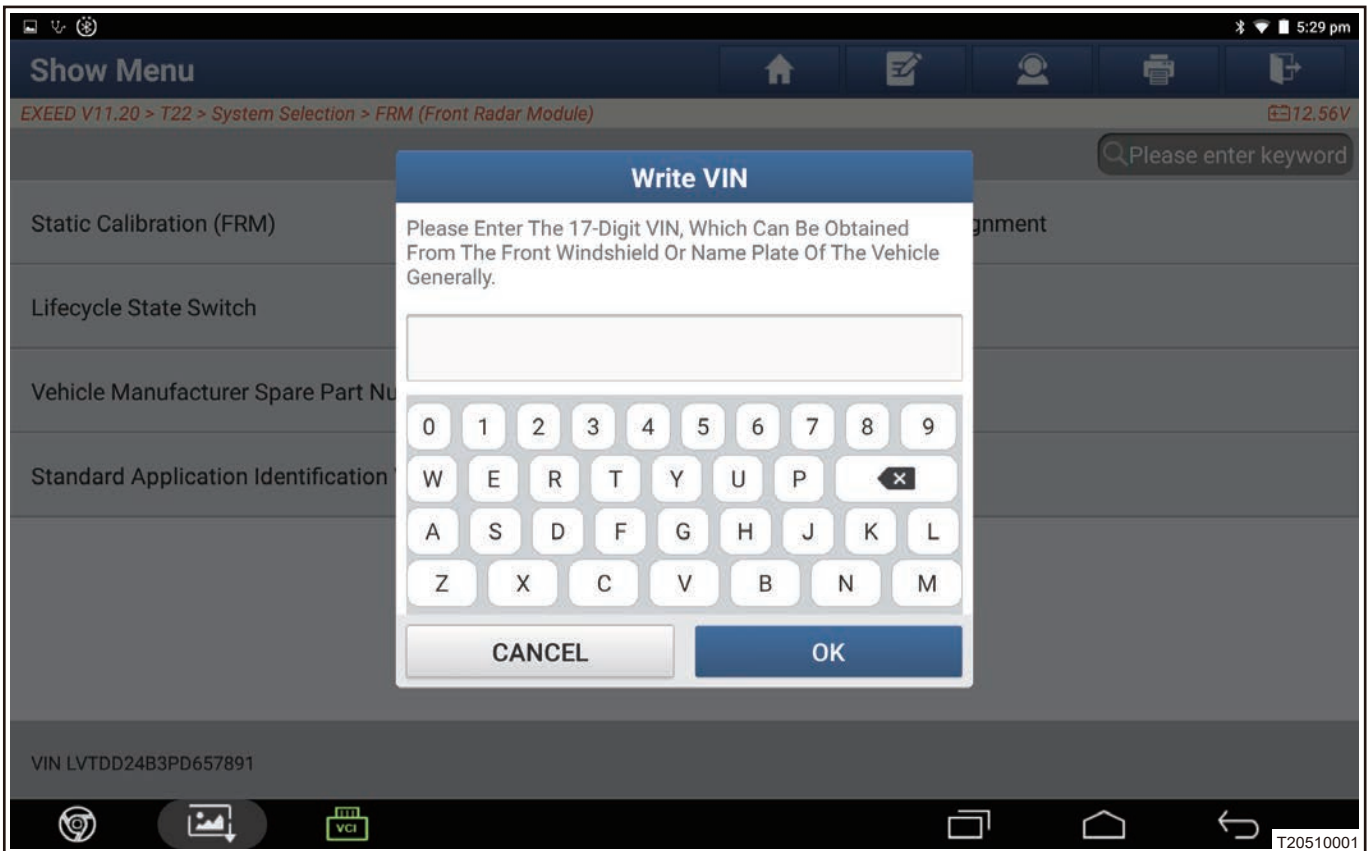 5:29 pm
Show Menu
EXEED V11.20 > T22 > System Selection > FRM (Front Radar Module)
12.56V
Please enter keyword
Write VIN
Please Enter The 17-Digit VIN, Which Can Be Obtained
From The Front Windshield Or Name Plate Of The Vehicle
Generally.
Static Calibration (FRM)
gnment
Lifecycle State Switch
Vehicle Manufacturer Spare Part Nu
Standard Application Identification
0 1 2 3 4 5 6 7 8 9
W E R T Y U P
A S D F G H J K L
Z X C V B N M
CANCEL
OK
VIN LVTDD24B3PD657891
VCI
T20510001